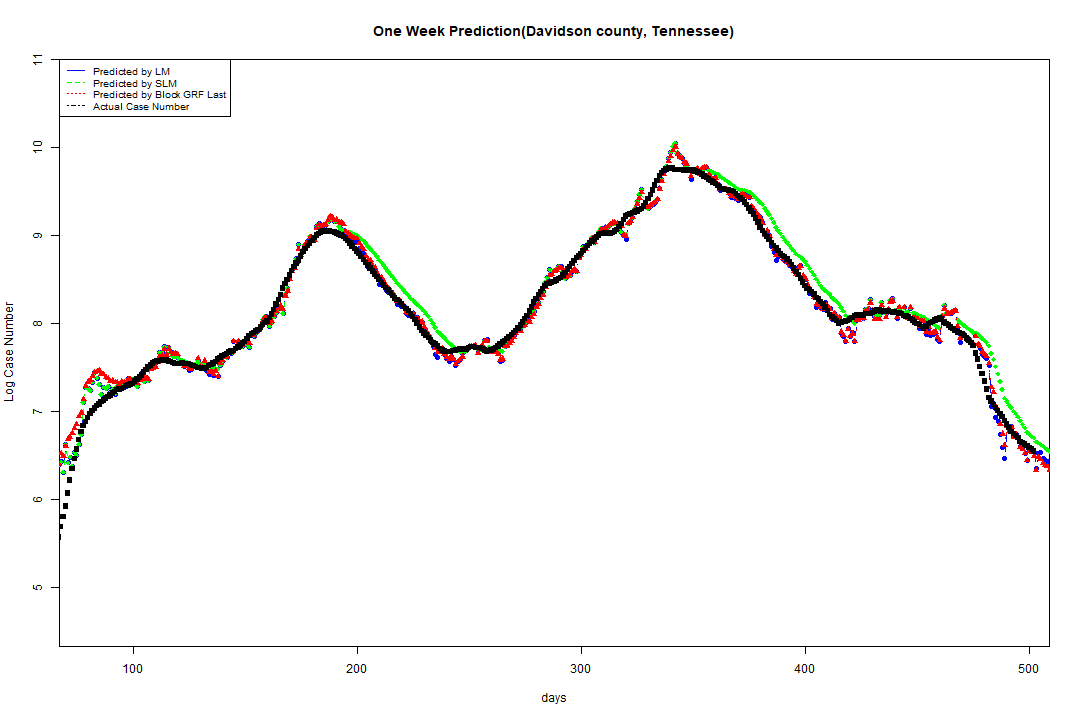 One Week Prediction(Davidson county, Tennessee)
Predicted by LM
Predicted by SLM
Predicted by Block GRF Last
Actual Case Number
11
10
9
8
7
6
5
Log Case Number
100 200 300 400 500
days